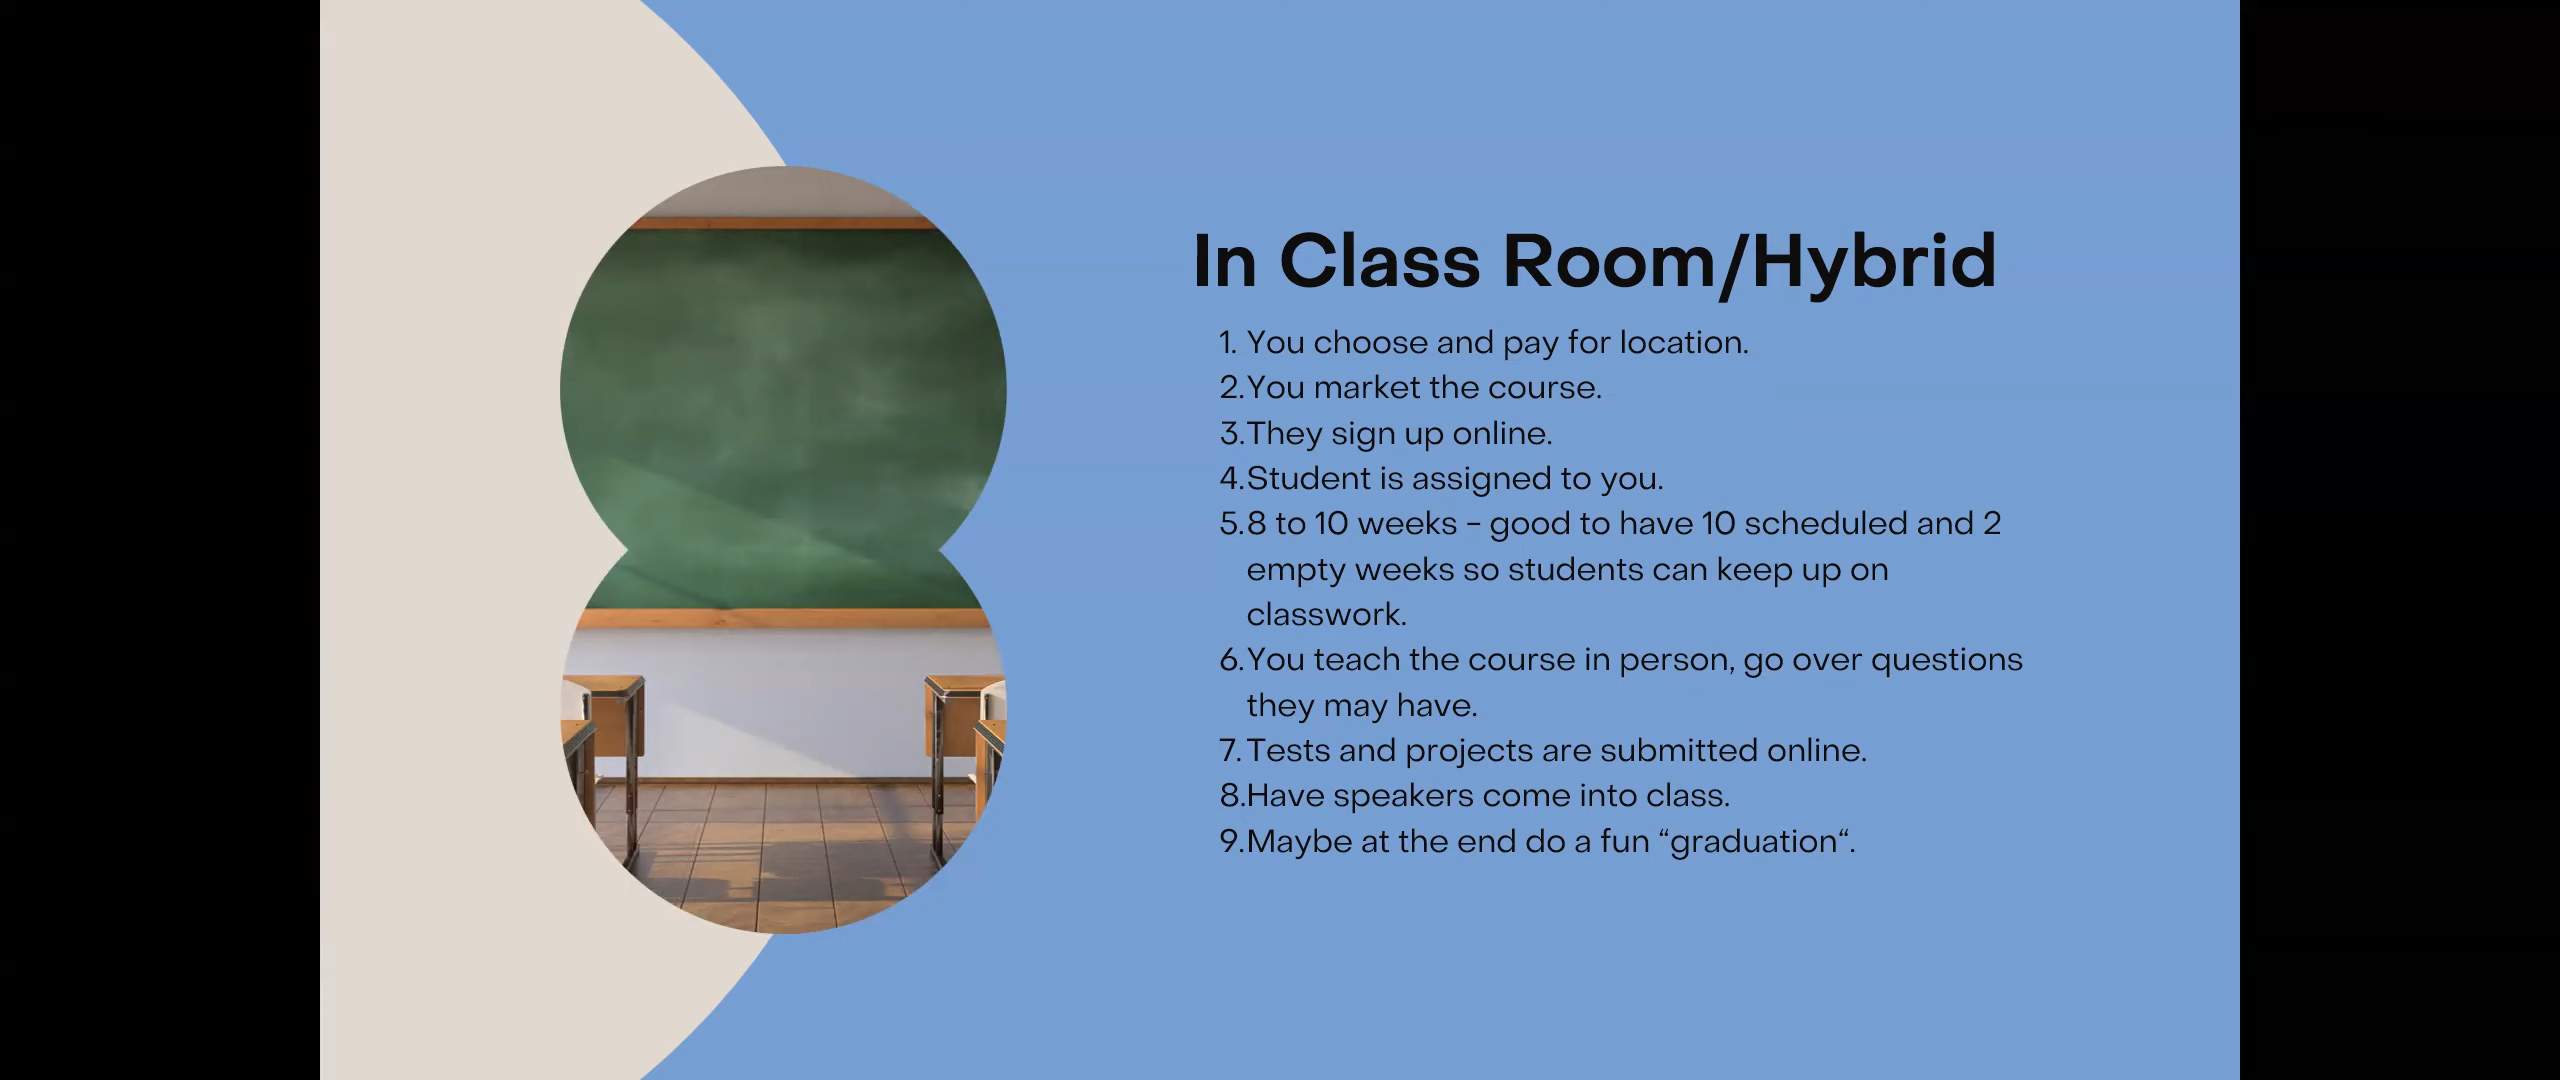 In Class Room/Hybrid
1. You choose and pay for location.
2. You market the course.
3. They sign up online.
4. Student is assigned to you.
5. 8 to 10 weeks – good to have 10 scheduled and 2
empty weeks so students can keep up on
classwork.
6. You teach the course in person, go over questions
they may have.
7. Tests and projects are submitted online.
8. Have speakers come into class.
9. Maybe at the end do a fun “graduation“.